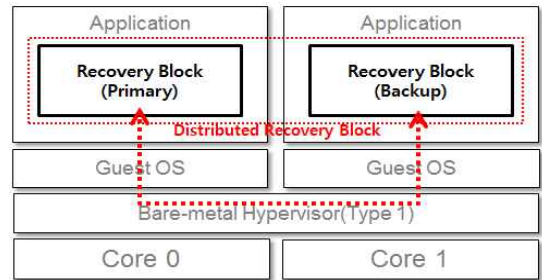 Application Application
Recovery Block
(Primary)
Recovery Block
(Backup)
Distributed Recovery Block
Guest OS Guest OS
Bare-metal Hypervisor(Type 1)
Core 0 Core 1